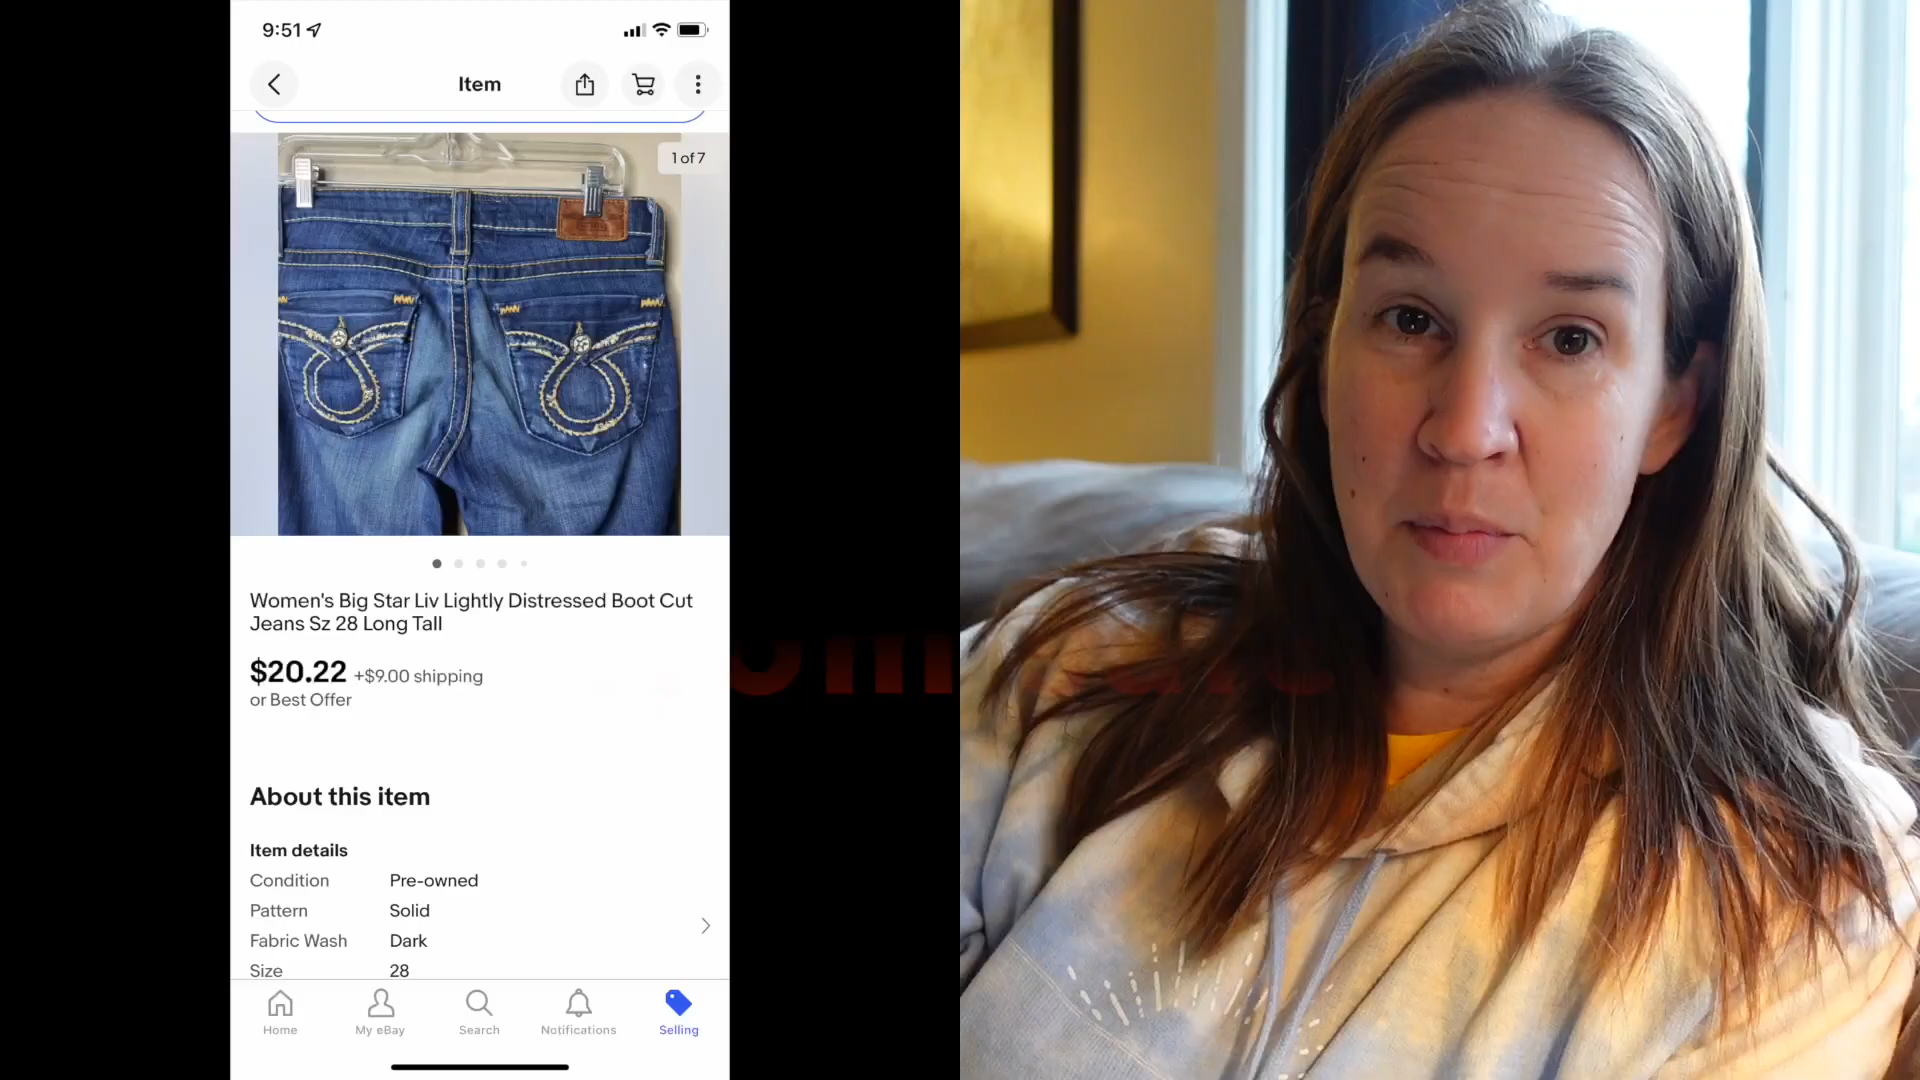 9:51
Item
1 of 7
Women's Big Star Liv Lightly Distressed Boot Cut
Jeans Sz 28 Long Tall
$20.22 +$9.00 shipping
or Best Offer
About this item
Item details
Condition Pre-owned
Pattern Solid
Fabric Wash Dark
Size 28
Home My eBay Search Notifications Selling